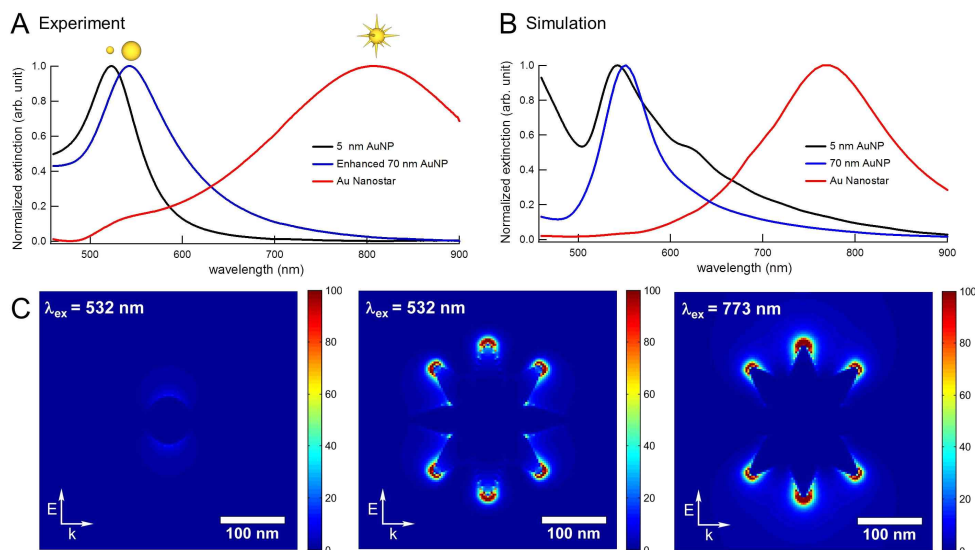 A Experiment
Normalized extinction (arb. unit)
1.0
0.8
0.6
0.4
0.2
0.0
5 nm AuNP
Enhanced 70 nm AuNP
Au Nanostar
500 600 700 800 900
wavelength (nm)
B Simulation
Normalized extinction (arb. unit)
1.0
0.8
0.6
0.4
0.2
0.0
5 nm AuNP
70 nm AuNP
Au Nanostar
500 600 700 800 900
wavelength (nm)
C
λex = 532 nm
E
k
100 nm
100
80
60
40
20
0
λex = 532 nm
E
k
100 nm
100
80
60
40
20
0
λex = 773 nm
E
k
100 nm
100
80
60
40
20
0